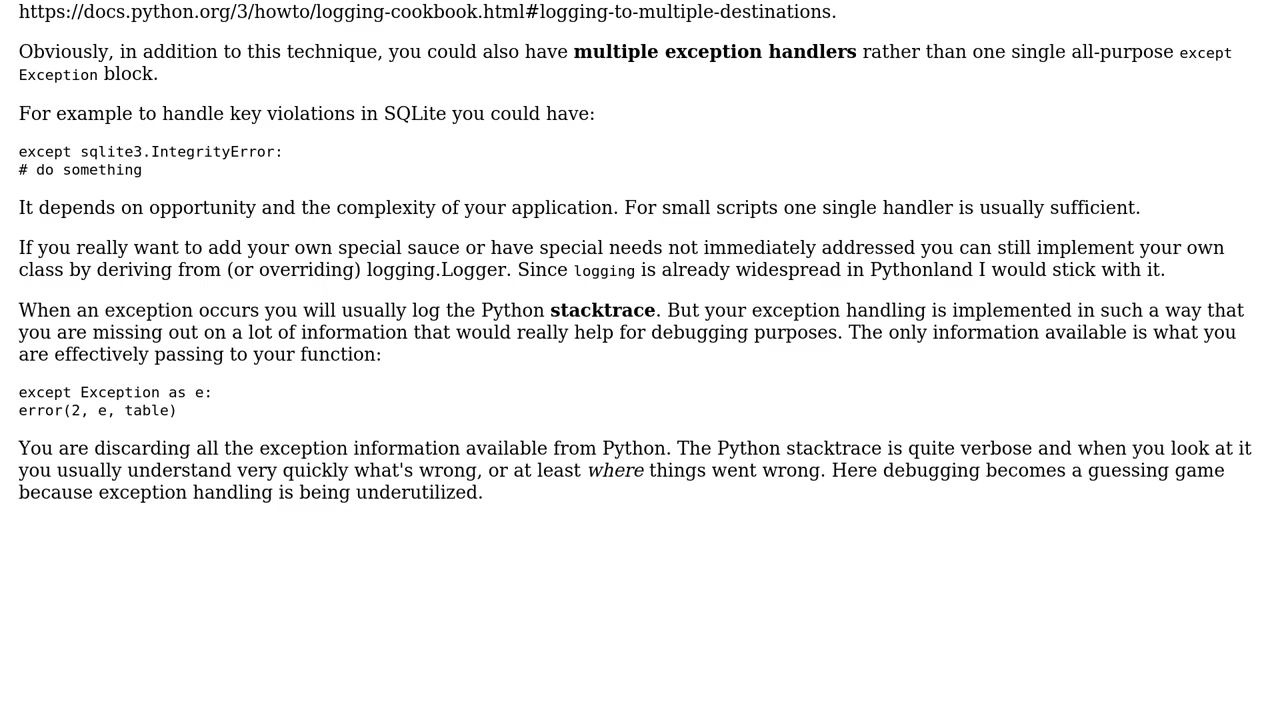 https://docs.python.org/3/howto/logging-cookbook.html#logging-to-multiple-destinations.
Obviously, in addition to this technique, you could also have multiple exception handlers rather than one single all-purpose except
Exception block.
For example to handle key violations in SQLite you could have:
except sqlite3.IntegrityError:
# do something
It depends on opportunity and the complexity of your application. For small scripts one single handler is usually sufficient.
If you really want to add your own special sauce or have special needs not immediately addressed you can still implement your own
class by deriving from (or overriding) logging.Logger. Since logging is already widespread in Pythonland I would stick with it.
When an exception occurs you will usually log the Python stacktrace. But your exception handling is implemented in such a way that
you are missing out on a lot of information that would really help for debugging purposes. The only information available is what you
are effectively passing to your function:
except Exception as e:
error(2, e, table)
You are discarding all the exception information available from Python. The Python stacktrace is quite verbose and when you look at it
you usually understand very quickly what's wrong, or at least where things went wrong. Here debugging becomes a guessing game
because exception handling is being underutilized.